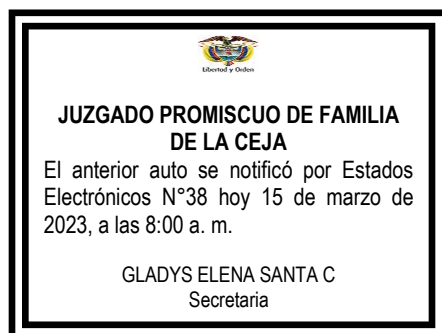 Libertad y Orden
JUZGADO PROMISCUO DE FAMILIA
DE LA CEJA
El anterior auto se notificó por Estados
Electrónicos N°38 hoy 15 de marzo de
2023, a las 8:00 a. m.
GLADYS ELENA SANTA C
Secretaria